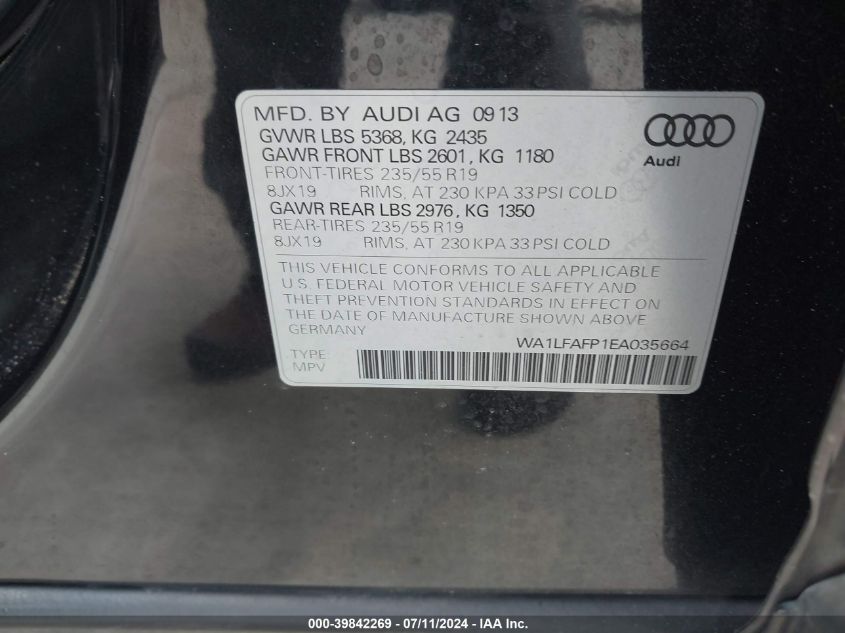 MFD. BY AUDI AG 09 13
GVWR LBS 5368, KG 2435
GAWR FRONT LBS 2601, KG 1180
FRONT-TIRES 235/55 R19
8JX19 RIMS, AT 230 KPA 33 PSI COLD
GAWR REAR LBS 2976, KG 1350
REAR-TIRES 235/55 R19
8JX19 RIMS, AT 230 KPA 33 PSI COLD
Audi
THIS VEHICLE CONFORMS TO ALL APPLICABLE
U.S. FEDERAL MOTOR VEHICLE SAFETY AND
THEFT PREVENTION STANDARDS IN EFFECT ON
THE DATE OF MANUFACTURE SHOWN ABOVE
GERMANY
WA1LFAFP1EA035664
TYPE:
MPV
000-39842269 - 07/11/2024 - IAA Inc.